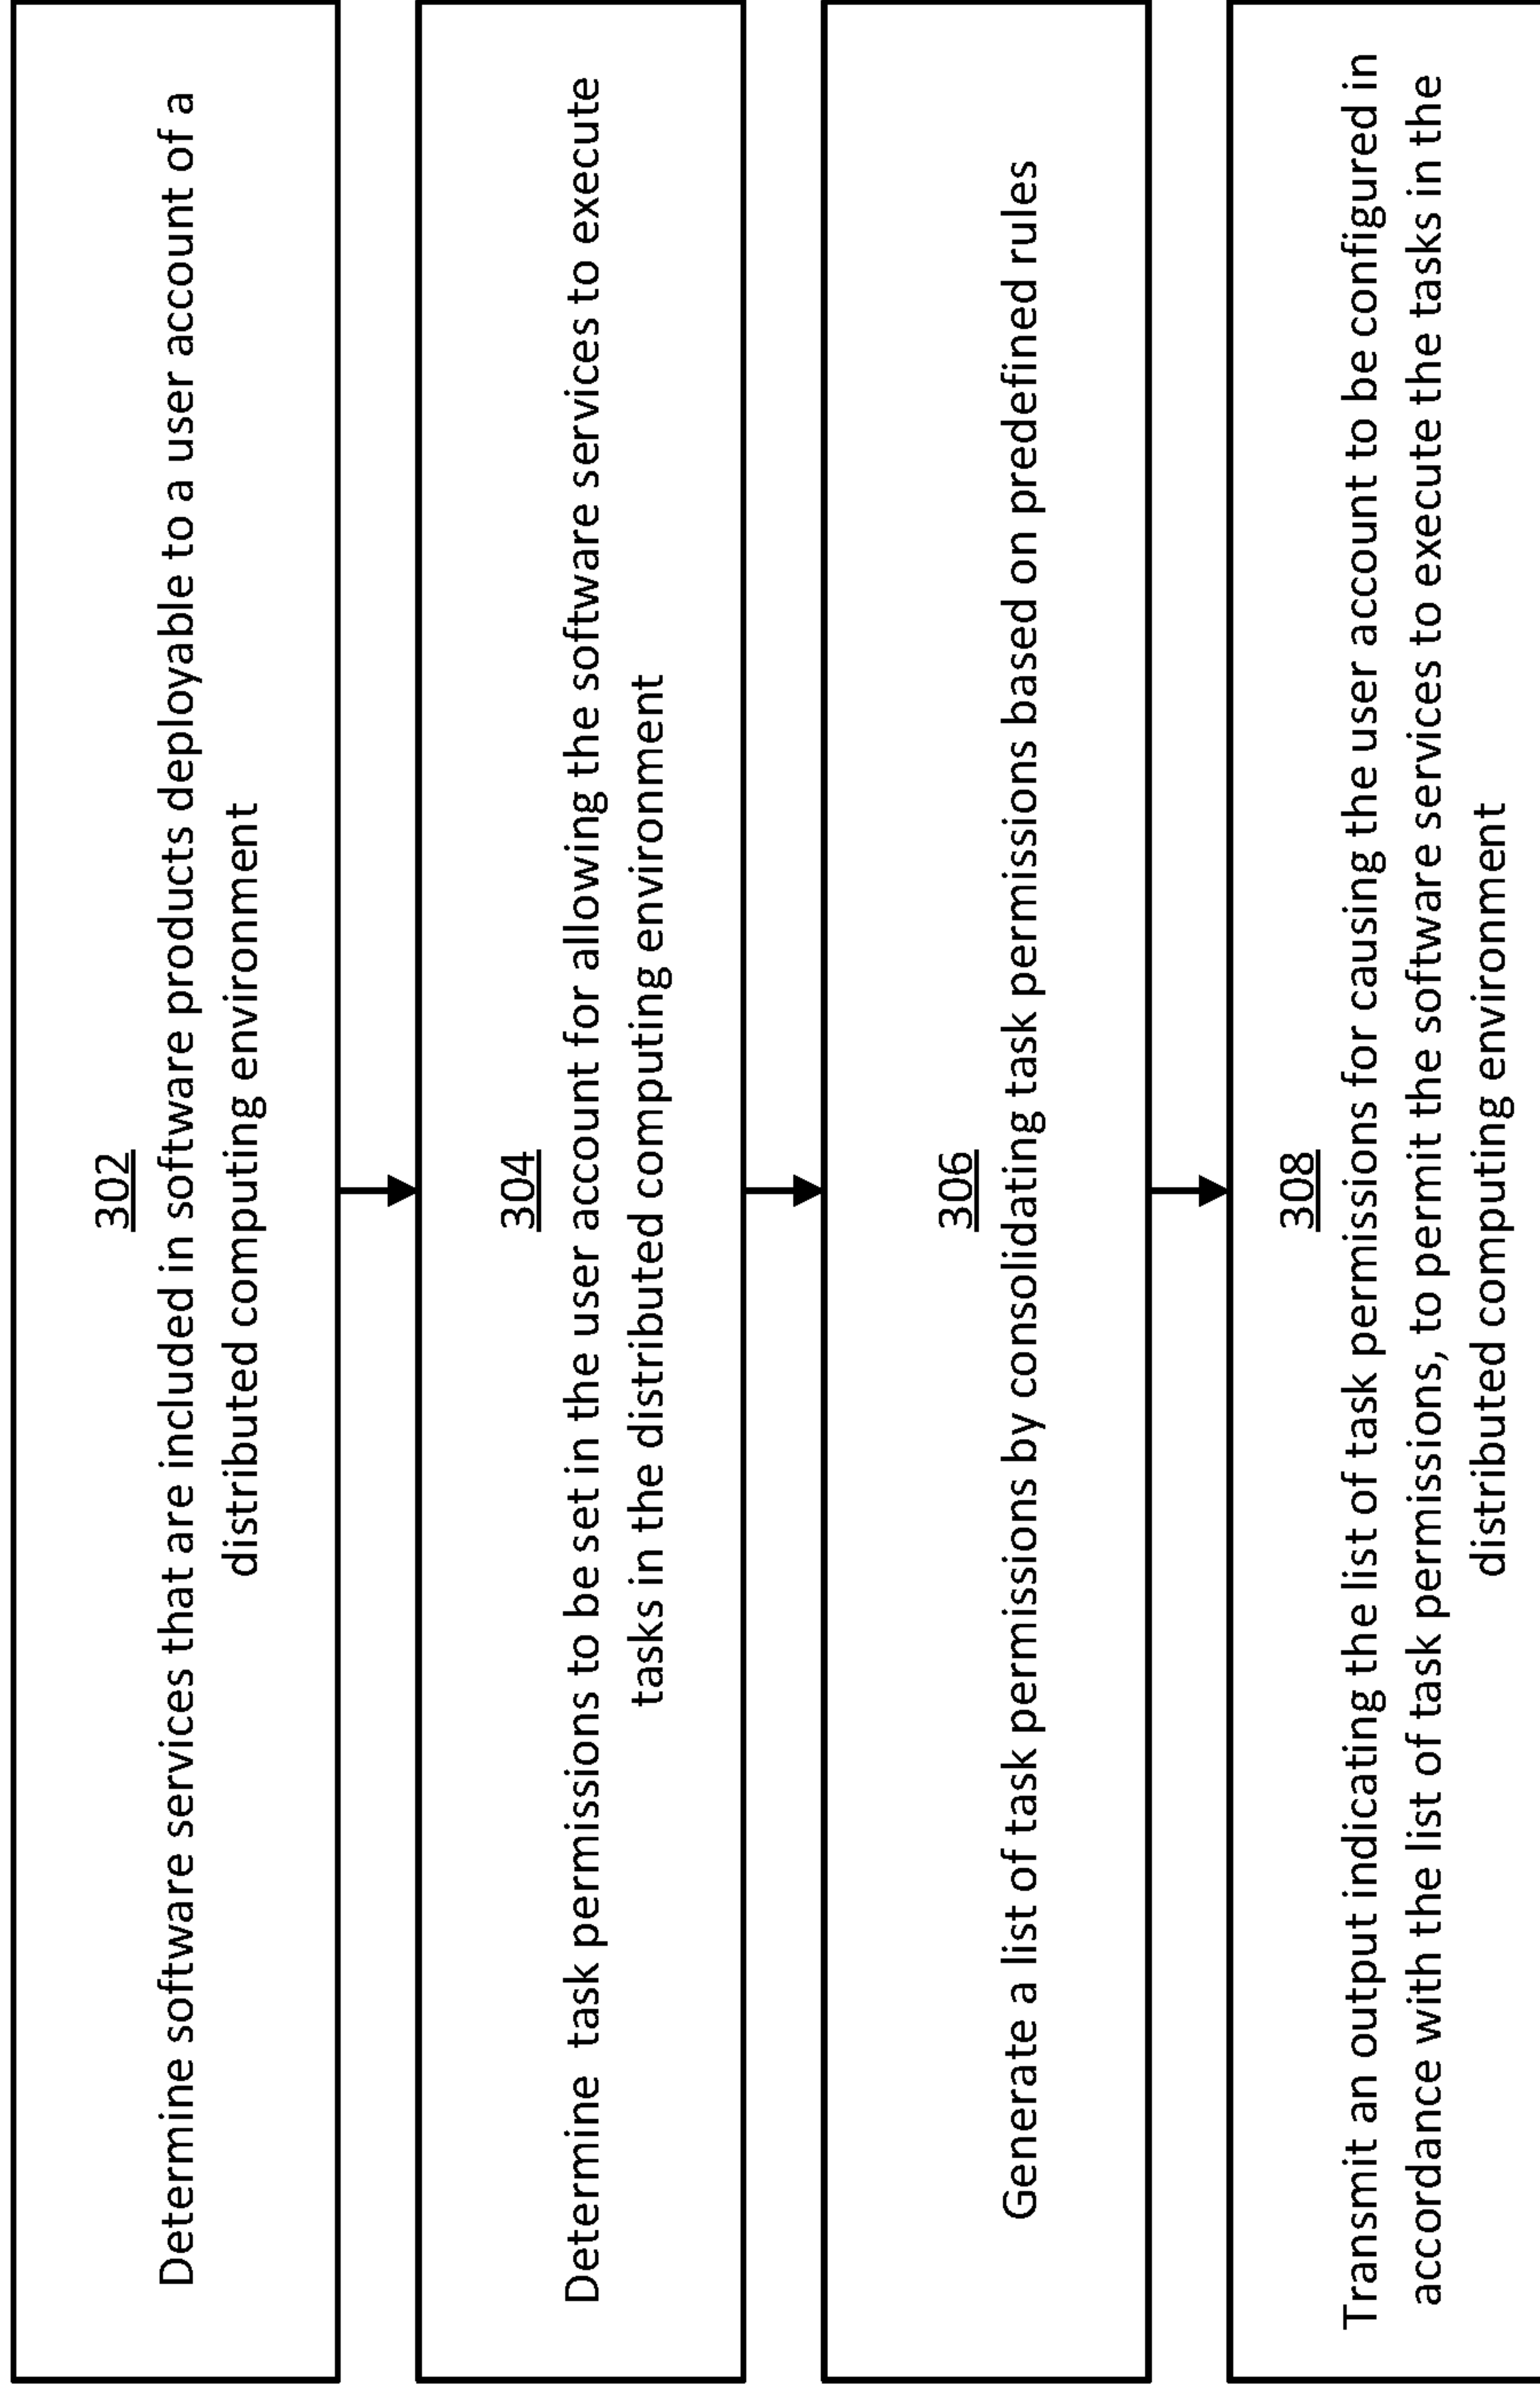 302
Determine software services that are included in software products deployable to a user account of a
distributed computing environment
304
Determine task permissions to be set in the user account for allowing the software services to execute
tasks in the distributed computing environment
306
Generate a list of task permissions by consolidating task permissions based on predefined rules
308
Transmit an output indicating the list of task permissions for causing the user account to be configured in
accordance with the list of task permissions, to permit the software services to execute the tasks in the
distributed computing environment